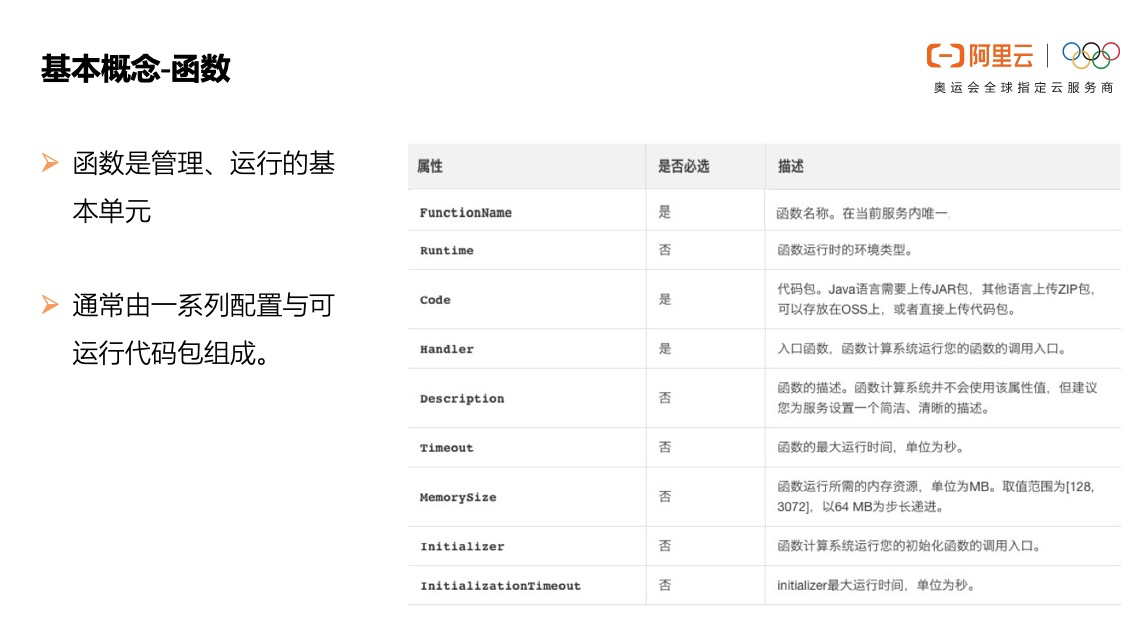 基本概念-函数
阿里云
奥运会全球指定云服务商
函数是管理、运行的基
本单元
通常由一系列配置与可
运行代码包组成。
属性 是否必选 描述
FunctionName 是 函数名称。在当前服务内唯一.
Runtime 否 函数运行时的环境类型。
Code 是 代码包。Java语言需要上传JAR包，其他语言上传ZIP包，
可以存放在OSS上，或者直接上传代码包。
Handler 是 入口函数，函数计算系统运行您的函数的调用入口。
Description 否 函数的描述。函数计算系统并不会使用该属性值，但建议
您为服务设置一个简洁、清晰的描述。
Timeout 否 函数的最大运行时间，单位为秒。
MemorySize 否 函数运行所需的内存资源，单位为MB。取值范围为[128,
3072]，以64 MB为步长递进。
Initializer 否 函数计算系统运行您的初始化函数的调用入口。
InitializationTimeout 否 initializer最大运行时间，单位为秒。